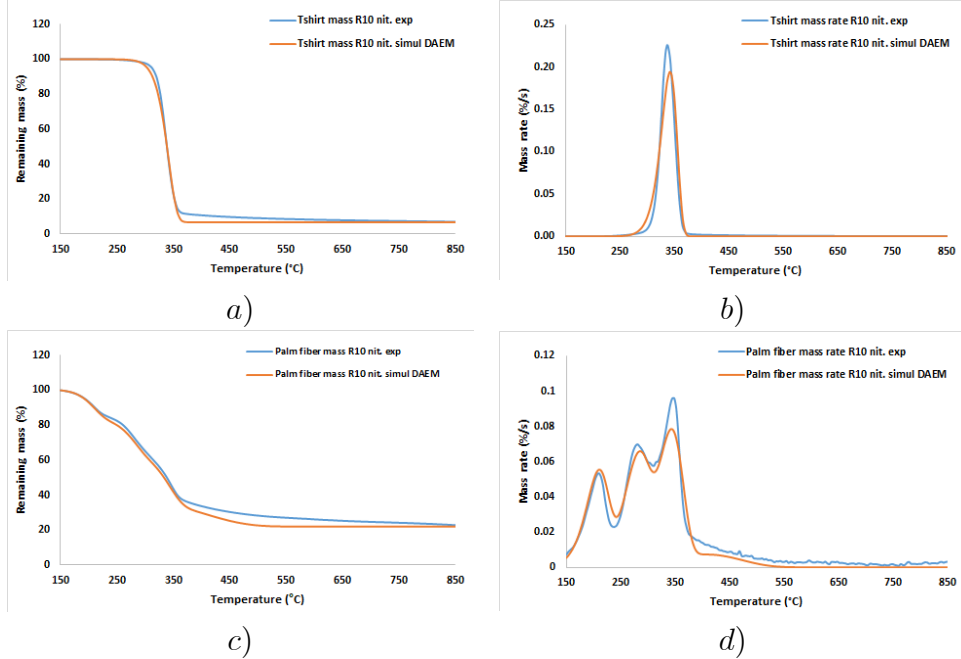 120
100
80
60
40
20
0
Remaining mass (%)
Tshirt mass R10 nit. exp
Tshirt mass R10 nit. simul DAEM
150 250 350 450 550 650 750 850
Temperature (°C)
a)
0.25
0.20
0.15
0.10
0.05
0.00
Mass rate (%/s)
Tshirt mass rate R10 nit. exp
Tshirt mass rate R10 nit. simul DAEM
150 250 350 450 550 650 750 850
Temperature (°C)
b)
120
100
80
60
40
20
0
Remaining mass (%)
Palm fiber mass R10 nit. exp
Palm fiber mass R10 nit. simul DAEM
150 250 350 450 550 650 750 850
Temperature (°C)
c)
0.12
0.1
0.08
0.06
0.04
0.02
0
Mass rate (%/s)
Palm fiber mass rate R10 nit. exp
Palm fiber mass rate R10 nit. simul DAEM
150 250 350 450 550 650 750 850
Temperature (°C)
d)